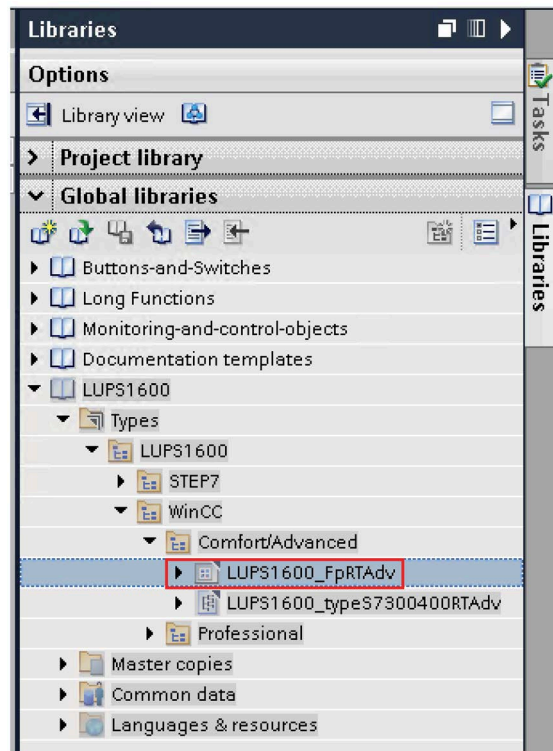 Libraries
Options
Library view
Project library
Global libraries
Buttons-and-Switches
Long Functions
Monitoring-and-control-objects
Documentation templates
LUPS1600
Types
LUPS1600
STEP7
WinCC
Comfort/Advanced
LUPS1600_FpRTAdv
LUPS1600_typeS7300400RTAdv
Professional
Master copies
Common data
Languages & resources
Tasks
Libraries